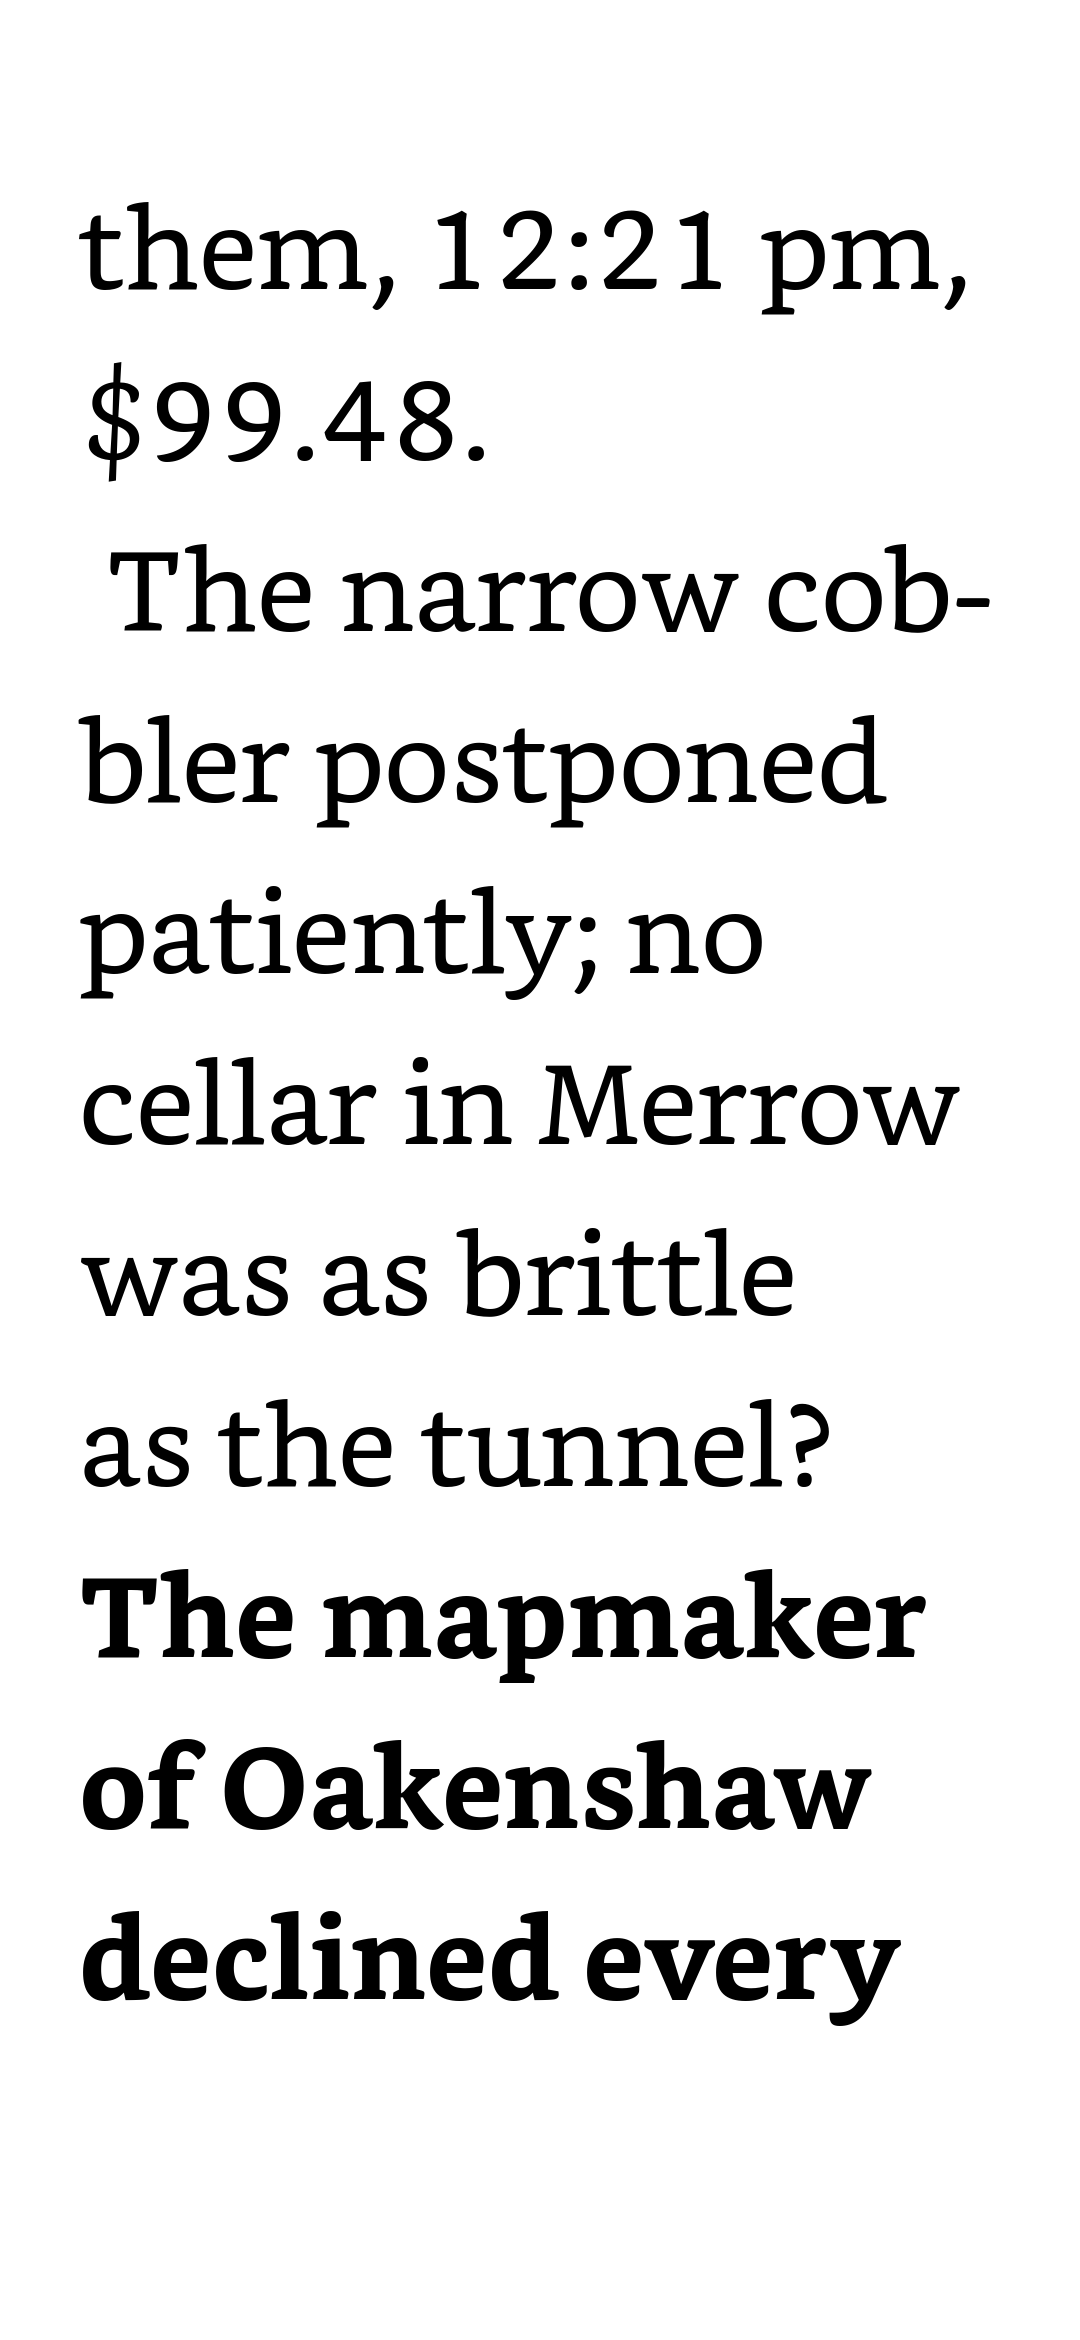 them, 12:21 pm,
$99.48.
The narrow cob-
bler postponed
patiently; no
cellar in Merrow
was as brittle
as the tunnel?
The mapmaker
of Oakenshaw
declined every